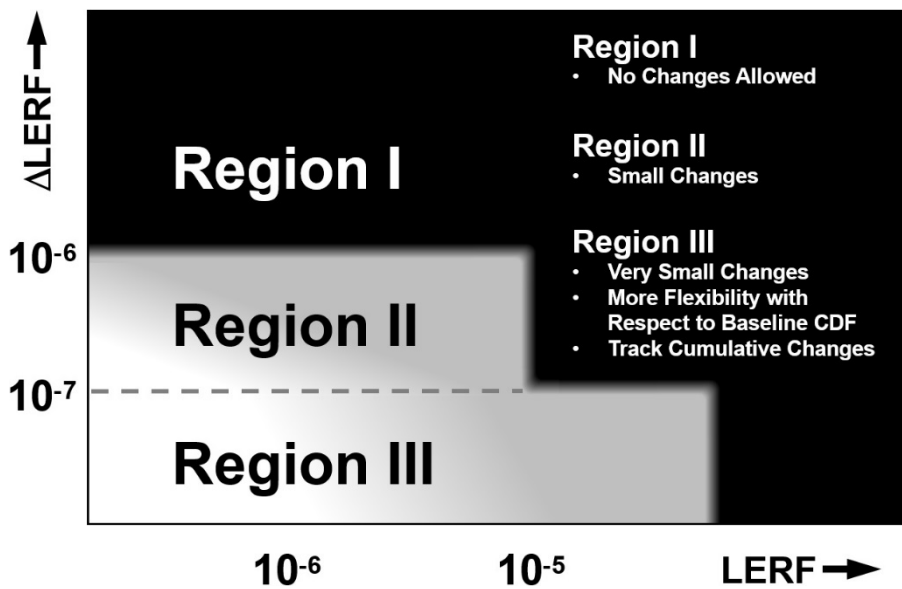 ΔLERF
Region I
• No Changes Allowed
Region II
• Small Changes
Region III
• Very Small Changes
• More Flexibility with
Respect to Baseline CDF
• Track Cumulative Changes
Region I
10⁻⁶
Region II
10⁻⁷
Region III
10⁻⁶
10⁻⁵
LERF